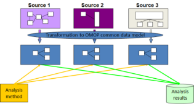 Source 1 Source 2 Source 3
Transformation to OMOP common data model
Analysis
method
Analysis
results